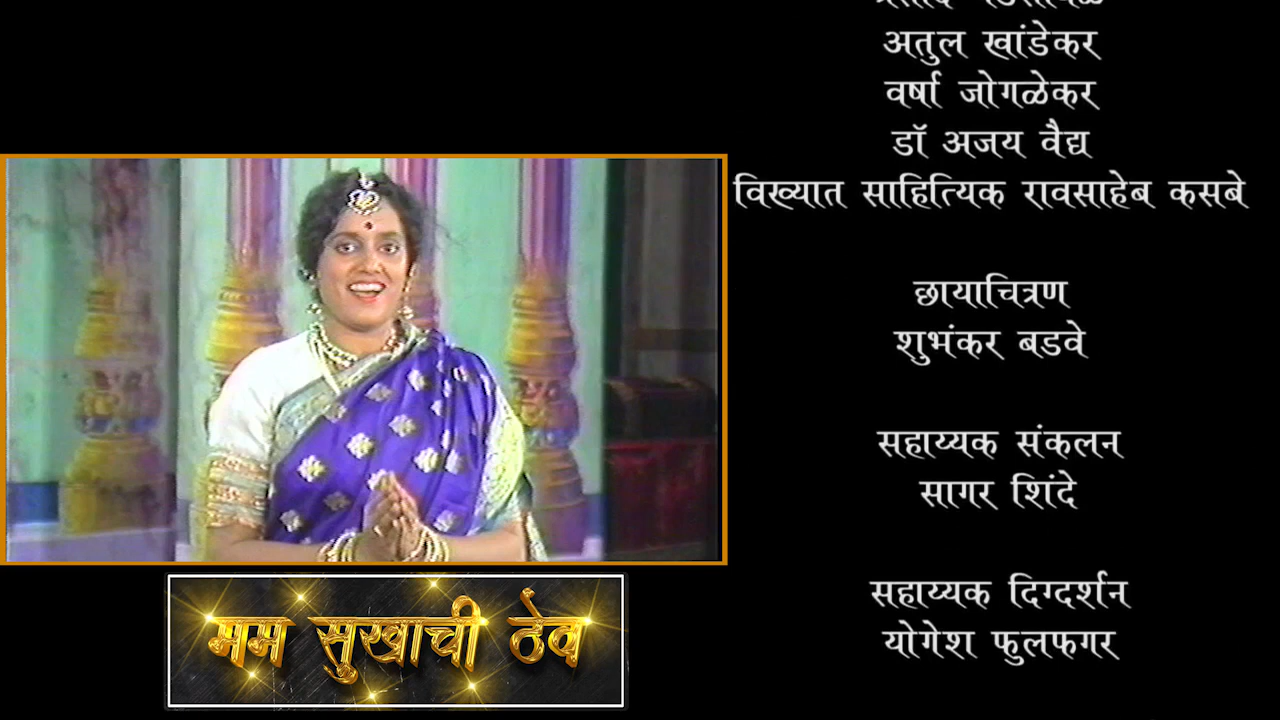 अतुल खांडेकर
वर्षा जोगळेकर
डॉ अजय वैद्य
विख्यात साहित्यिक रावसाहेब कसबे
छायाचित्रण
शुभंकर बडवे
सहाय्यक संकलन
सागर शिंदे
सहाय्यक दिग्दर्शन
योगेश फुलफगर
मम सुखाची ठेव